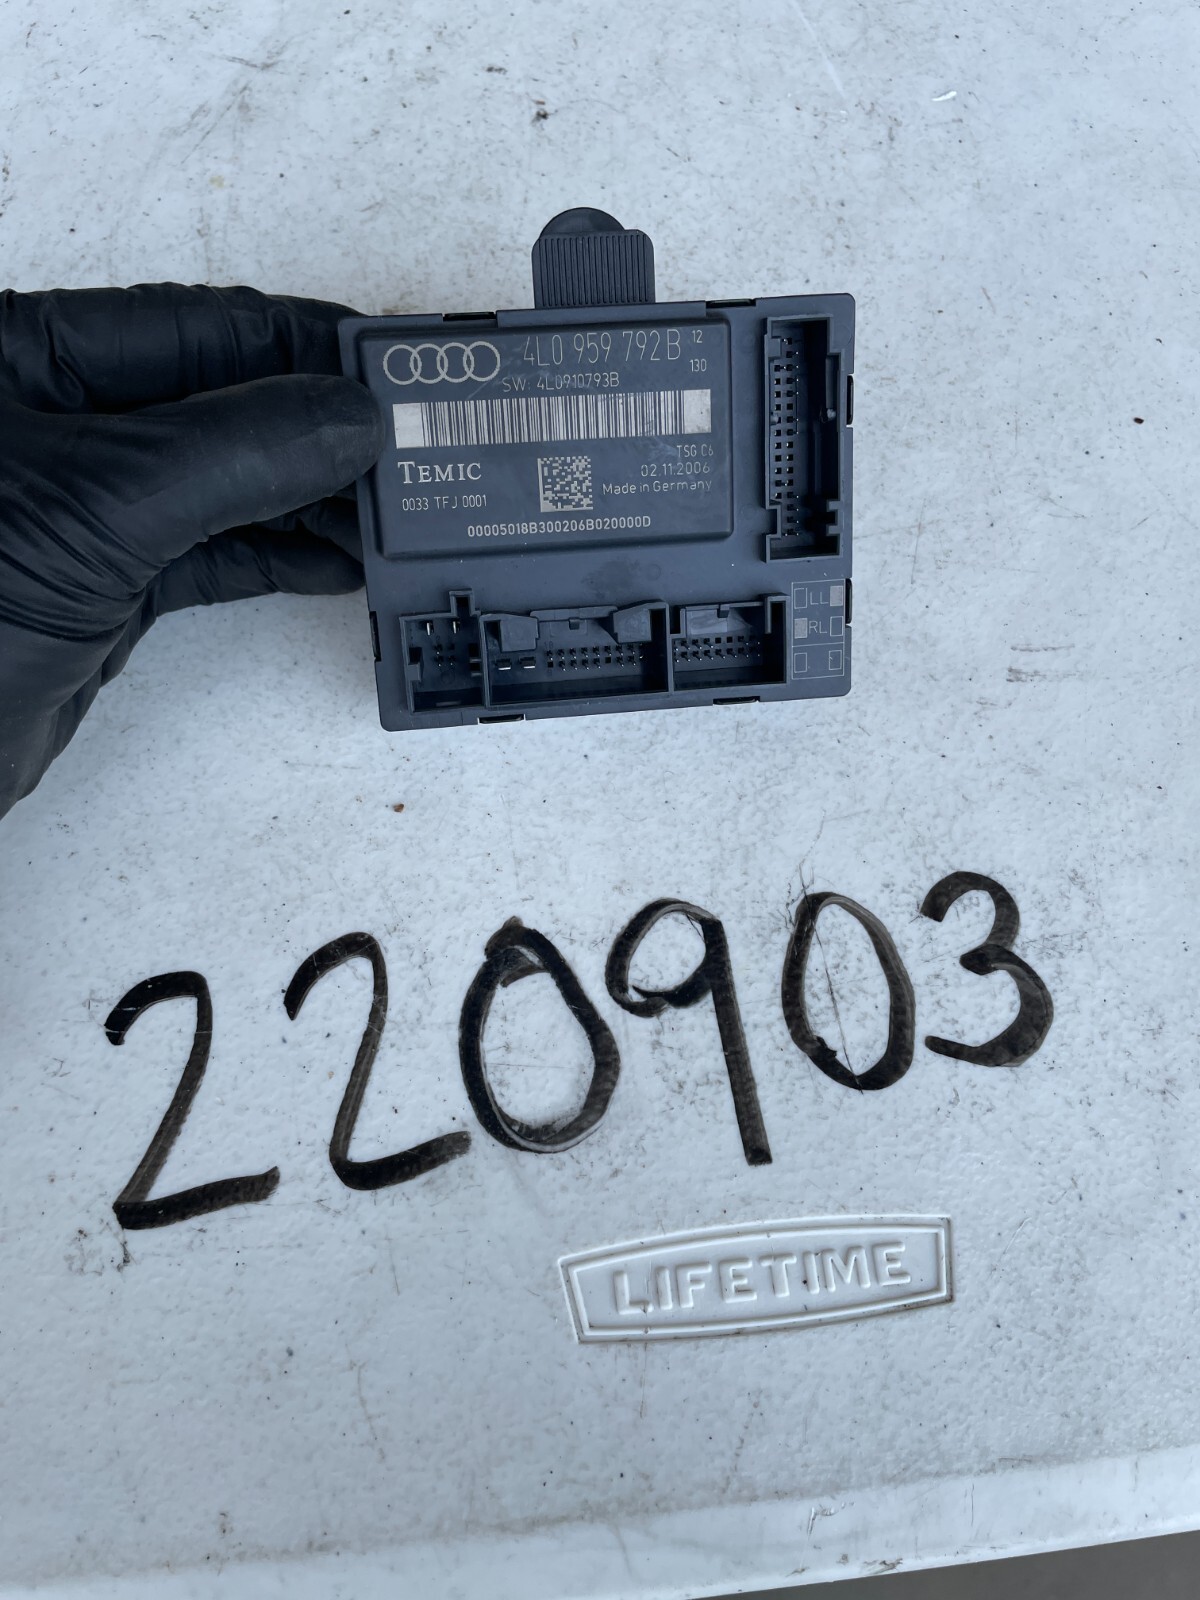 4L0 959 792 B 12
130
SW: 4L0910793B
TSG C6
TEMIC
02.11.2006
Made in Germany
0033 TFJ 0001
00005018B300206B020000D
LL
RL
220903
LIFETIME